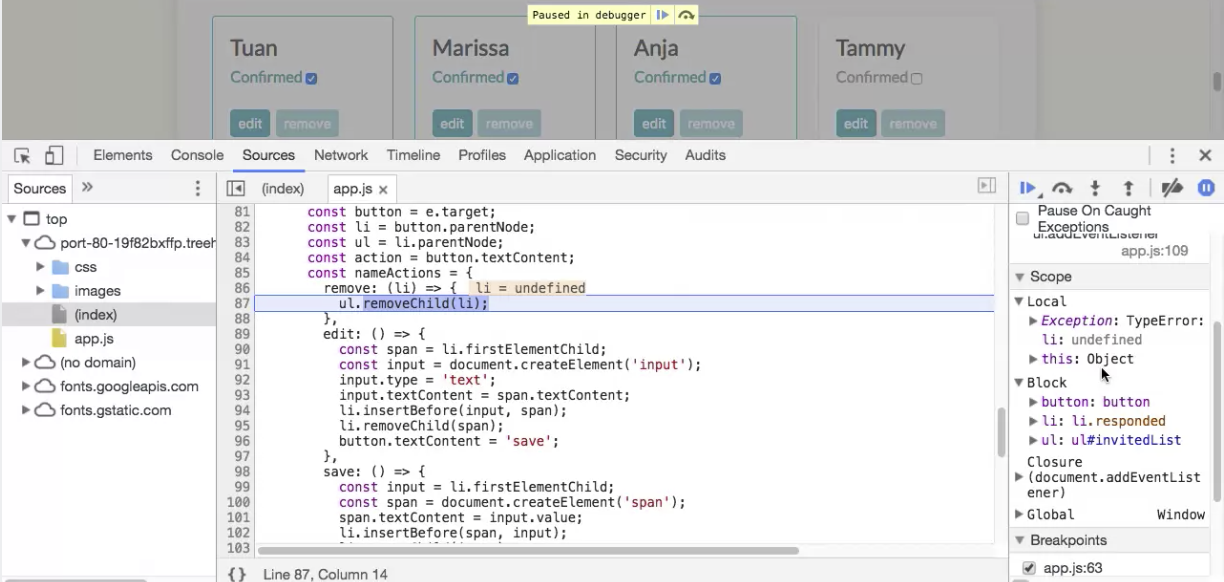 Paused in debugger
Tuan
Marissa
Anja
Tammy
Confirmed
Confirmed
Confirmed
Confirmed
edit remove
edit remove
edit remove
edit remove
Elements Console Sources Network Timeline Profiles Application Security Audits
Sources
(index)
app.js
top
port-80-19f82bxffp.treeh
css
images
(index)
app.js
(no domain)
fonts.googleapis.com
fonts.gstatic.com
81 const button = e.target;
82 const li = button.parentNode;
83 const ul = li.parentNode;
84 const action = button.textContent;
85 const nameActions = {
86 remove: (li) => { li = undefined
87 ul.removeChild(li);
88 },
89 edit: () => {
90 const span = li.firstElementChild;
91 const input = document.createElement('input');
92 input.type = 'text';
93 input.textContent = span.textContent;
94 li.insertBefore(input, span);
95 li.removeChild(span);
96 button.textContent = 'save';
97 },
98 save: () => {
99 const input = li.firstElementChild;
100 const span = document.createElement('span');
101 span.textContent = input.value;
102 li.insertBefore(span, input);
103
{} Line 87, Column 14
Pause On Caught
Exceptions
ul.addEventListener
app.js:109
Scope
Local
Exception: TypeError:
li: undefined
this: Object
Block
button: button
li: li.responded
ul: ul#invitedList
Closure
(document.addEventList
ener)
Global Window
Breakpoints
app.js:63